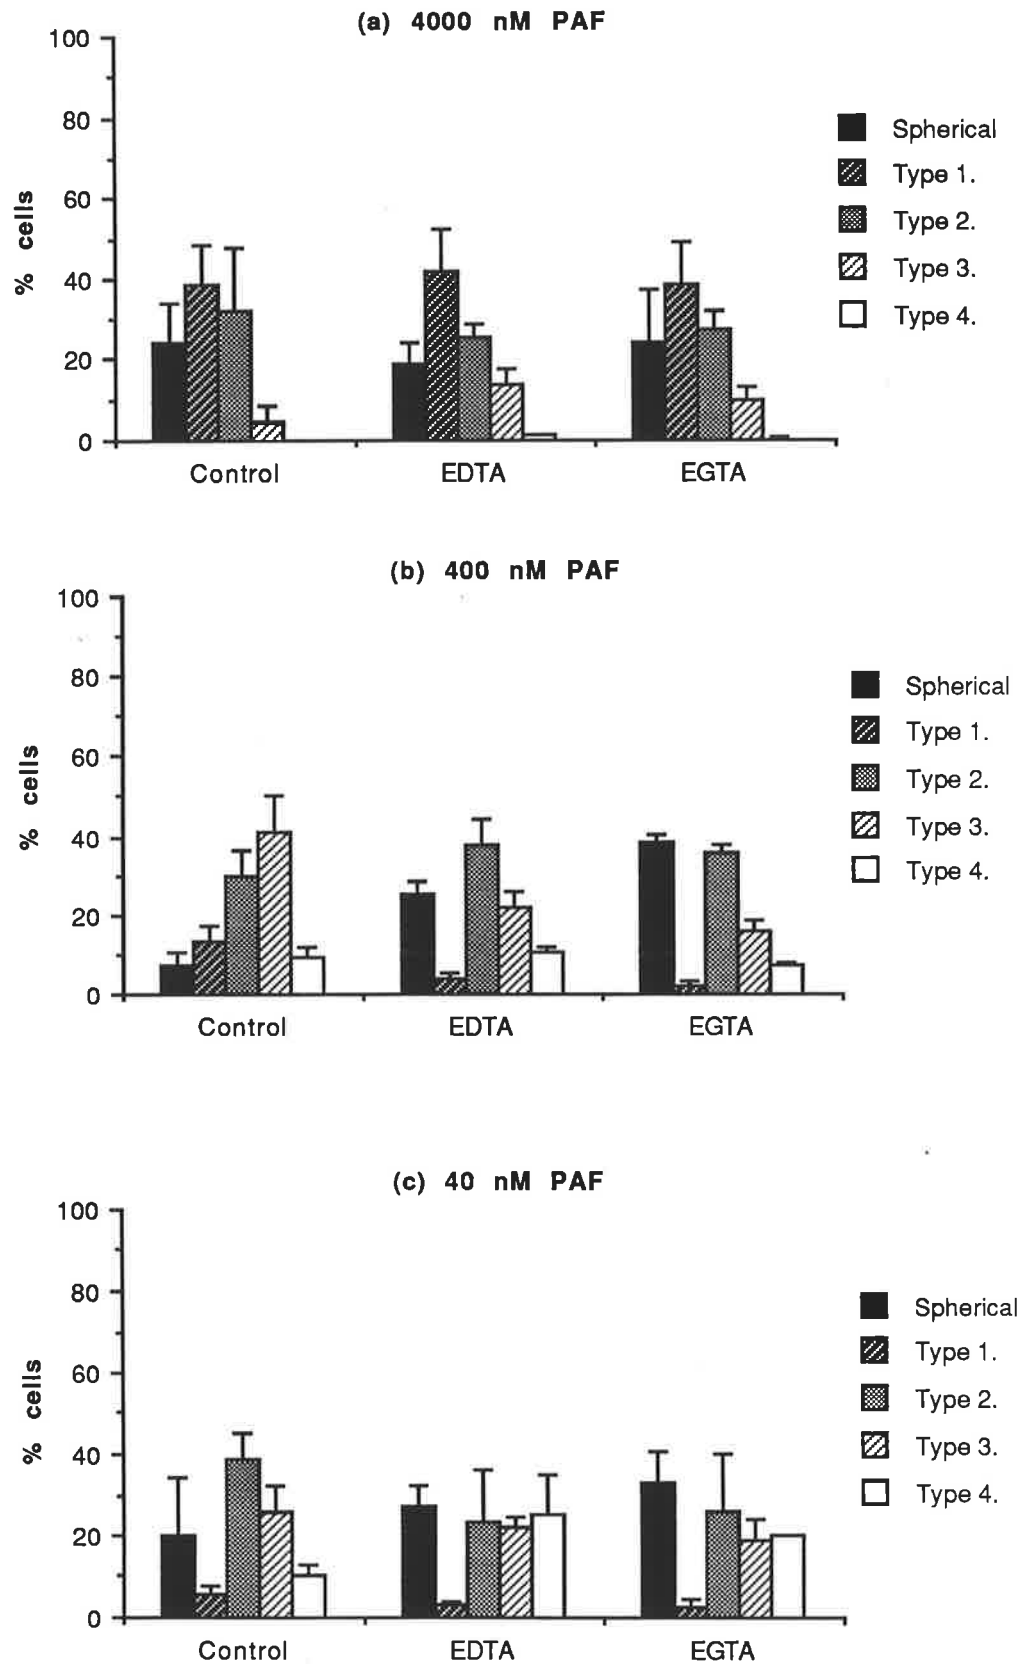 (a) 4000 nM PAF
100
80
60
40
20
0
% cells
Spherical
Type 1.
Type 2.
Type 3.
Type 4.
Control EDTA EGTA
(b) 400 nM PAF
100
80
60
40
20
0
% cells
Spherical
Type 1.
Type 2.
Type 3.
Type 4.
Control EDTA EGTA
(c) 40 nM PAF
100
80
60
40
20
0
% cells
Spherical
Type 1.
Type 2.
Type 3.
Type 4.
Control EDTA EGTA